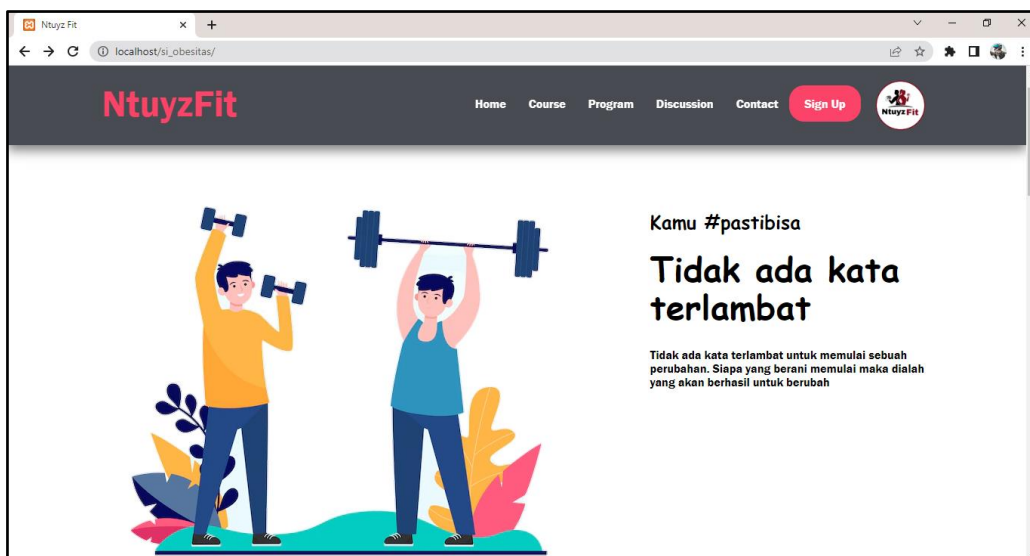 Ntuyz Fit
localhost/si_obesitas/
NtuyzFit
Home Course Program Discussion Contact Sign Up
NtuyzFit
Kamu #pastibisa
Tidak ada kata
terlambat
Tidak ada kata terlambat untuk memulai sebuah
perubahan. Siapa yang berani memulai maka dialah
yang akan berhasil untuk berubah